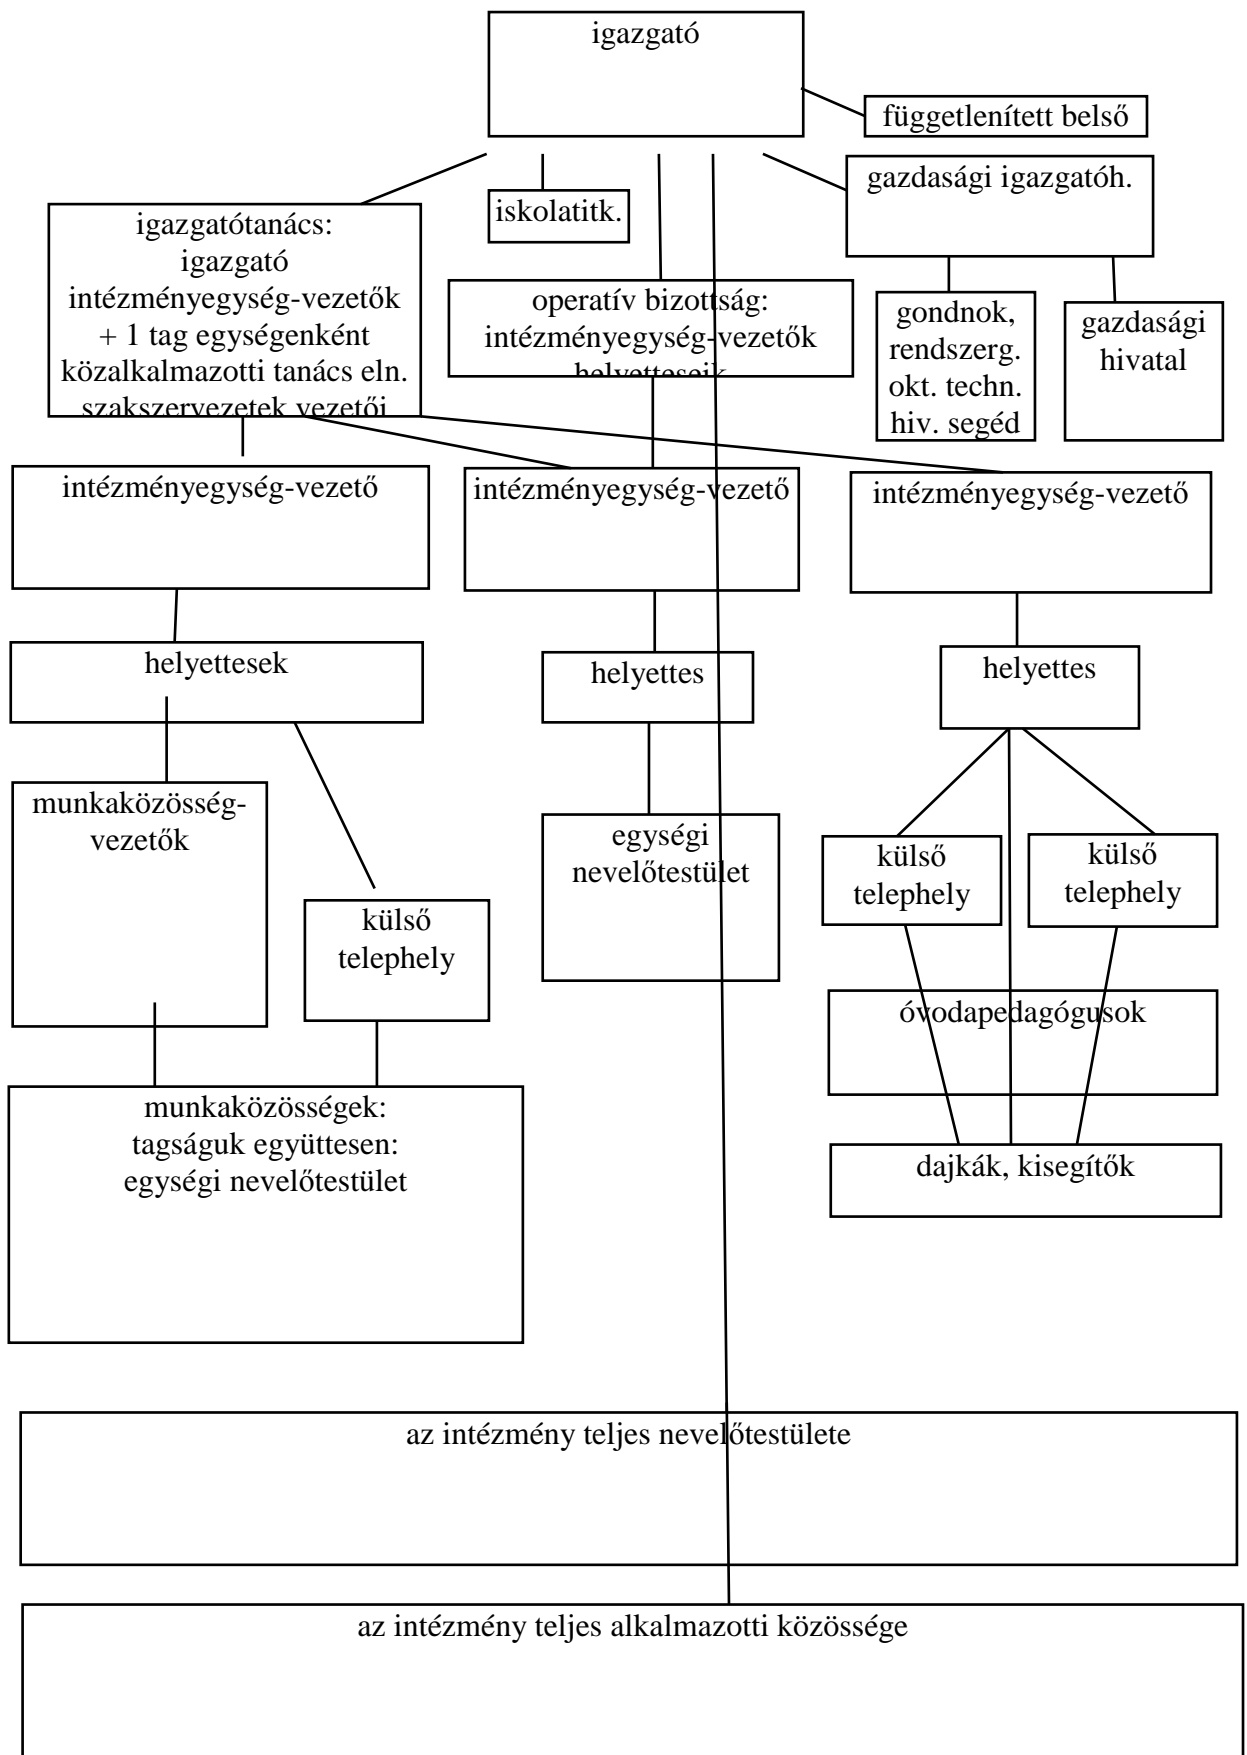 igazgató
függetlenített belső
gazdasági igazgatóh.
iskolatitk.
igazgatótanács:
igazgató
intézményegység-vezetők
+ 1 tag egységenként
közalkalmazotti tanács eln.
szakszervezetek vezetői
operatív bizottság:
intézményegység-vezetők
helyetteseik
gondnok,
rendszerg.
okt. techn.
hiv. segéd
gazdasági
hivatal
intézményegység-vezető
intézményegység-vezető
intézményegység-vezető
helyettesek
helyettes
helyettes
munkaközösség-
vezetők
külső
telephely
egységi
nevelőtestület
külső
telephely
külső
telephely
óvodapedagógusok
dajkák, kisegítők
munkaközösségek:
tagságuk együttesen:
egységi nevelőtestület
az intézmény teljes nevelőtestülete
az intézmény teljes alkalmazotti közössége